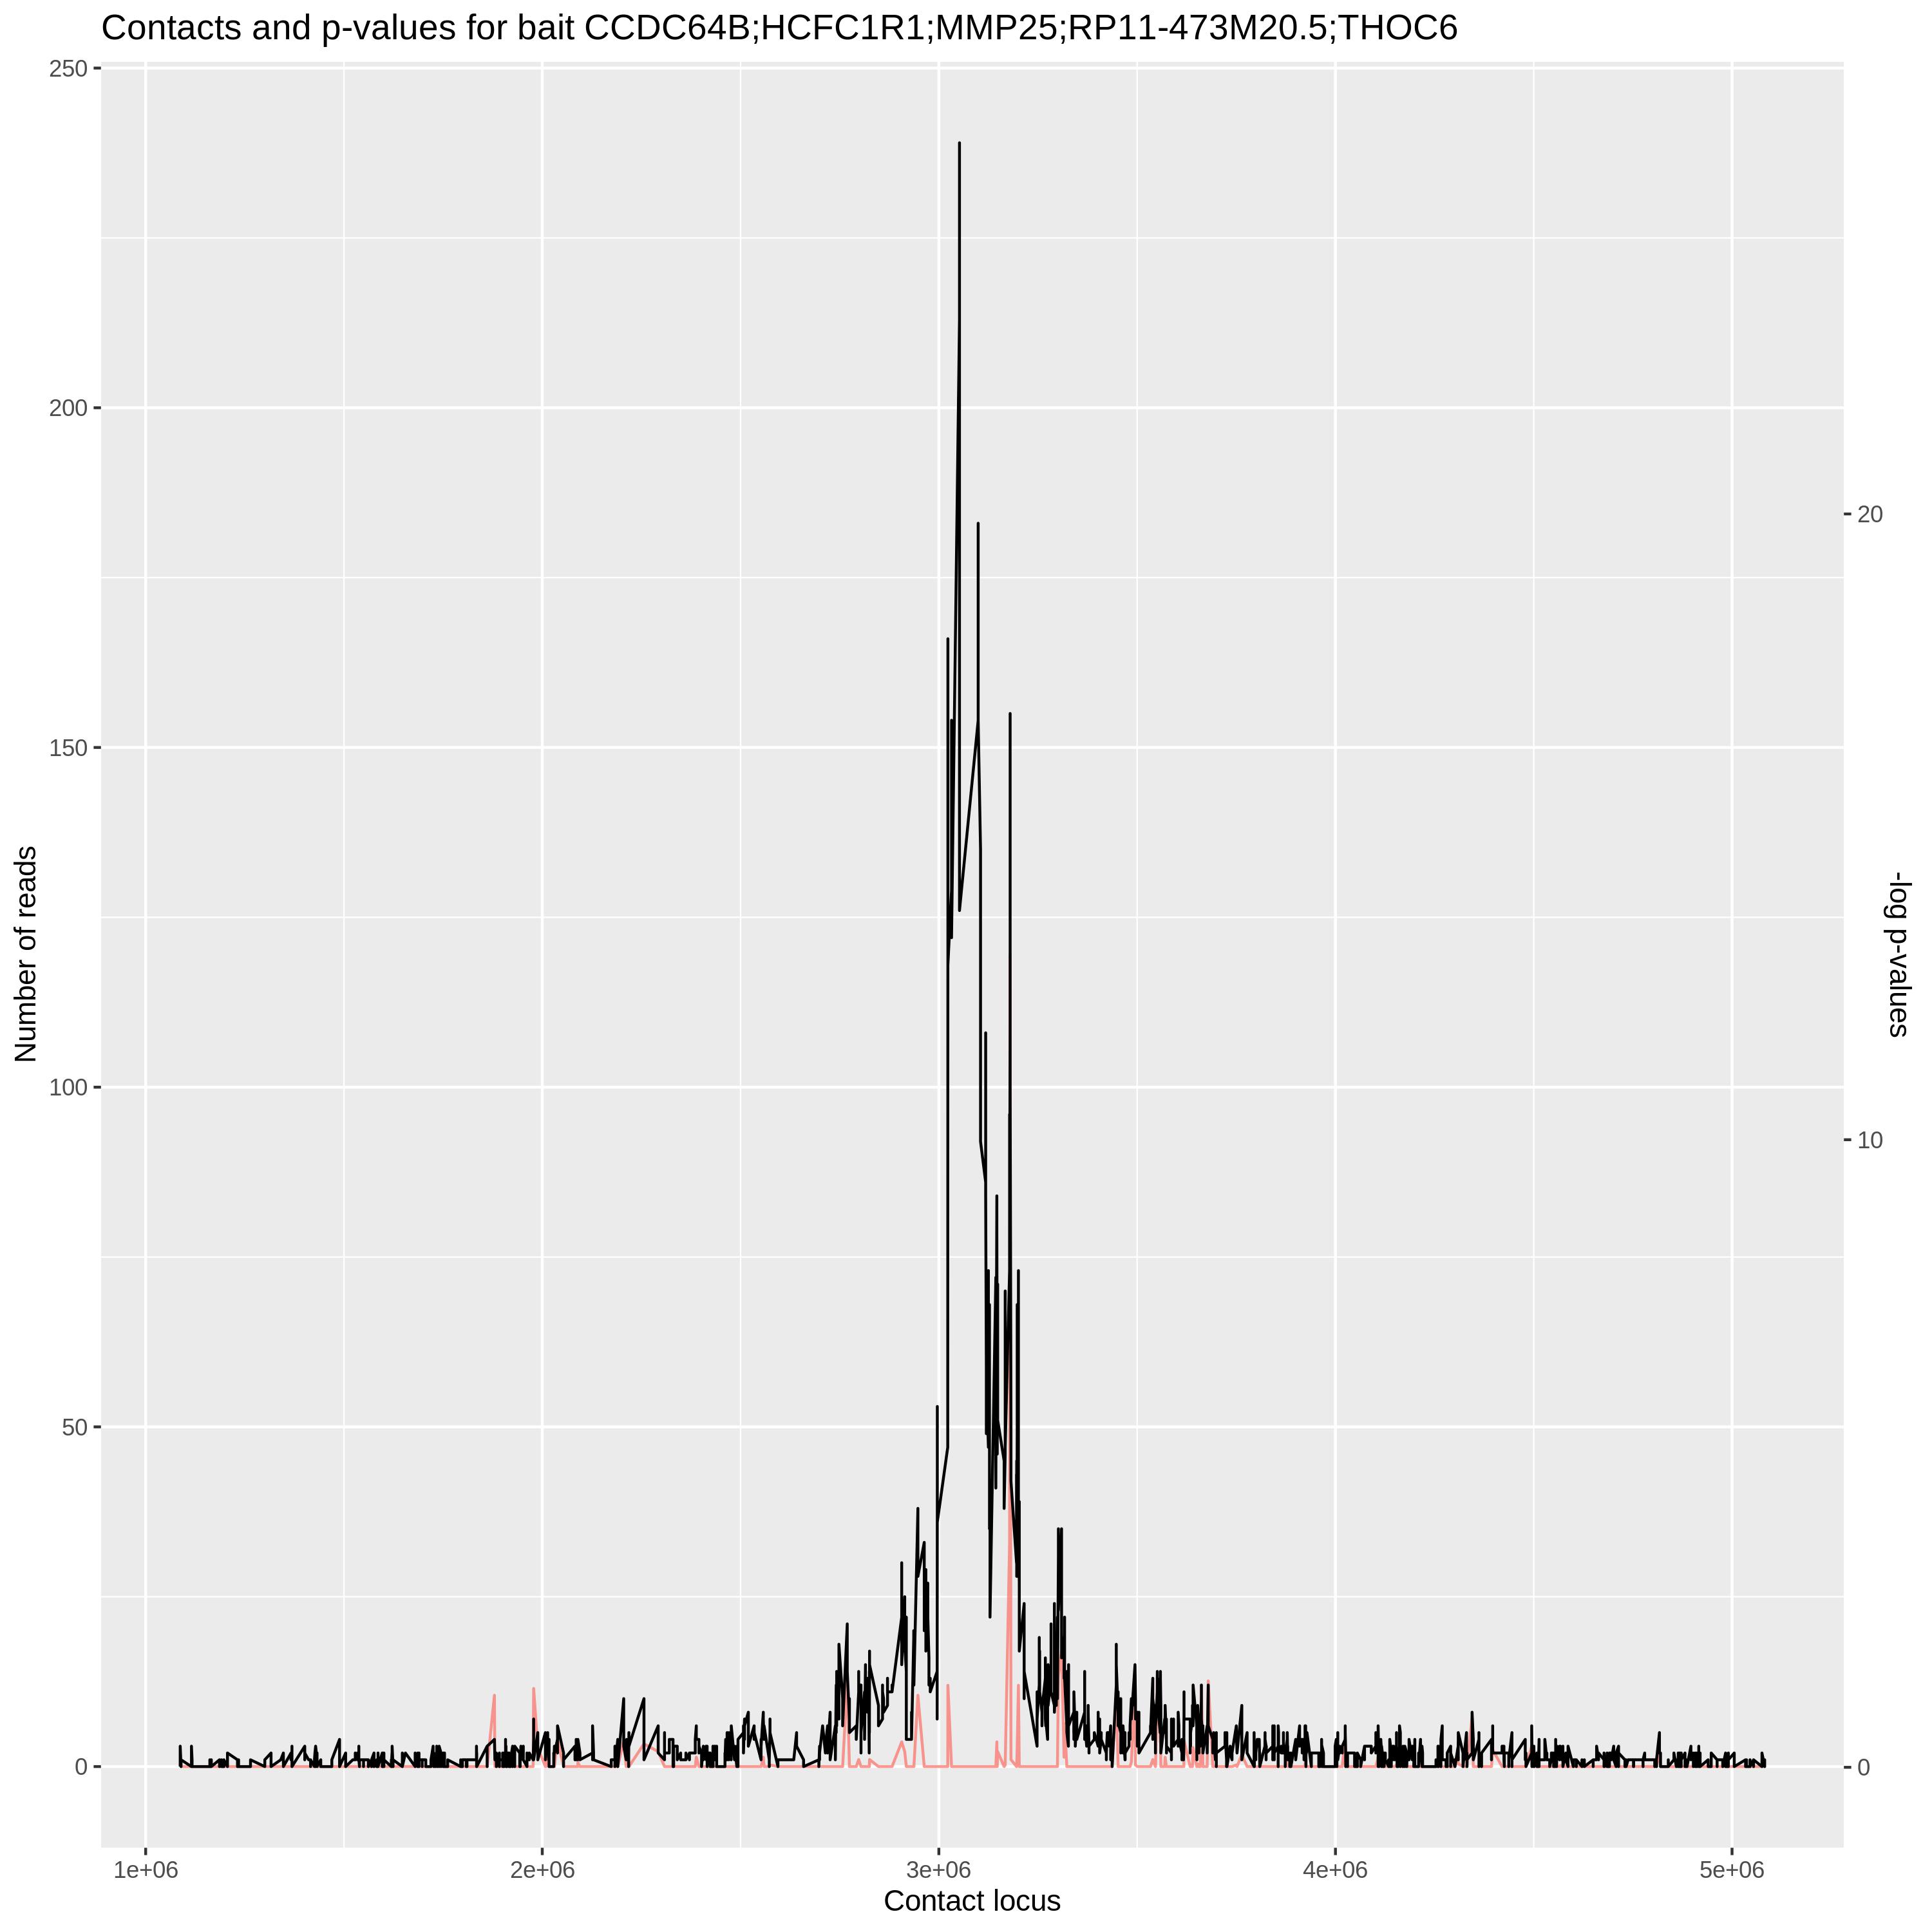 Contacts and p-values for bait CCDC64B;HCFC1R1;MMP25;RP11-473M20.5;THOC6
250
200
150
100
50
0
Number of reads
20
10
0
-log p-values
1e+06 2e+06 3e+06 4e+06 5e+06
Contact locus